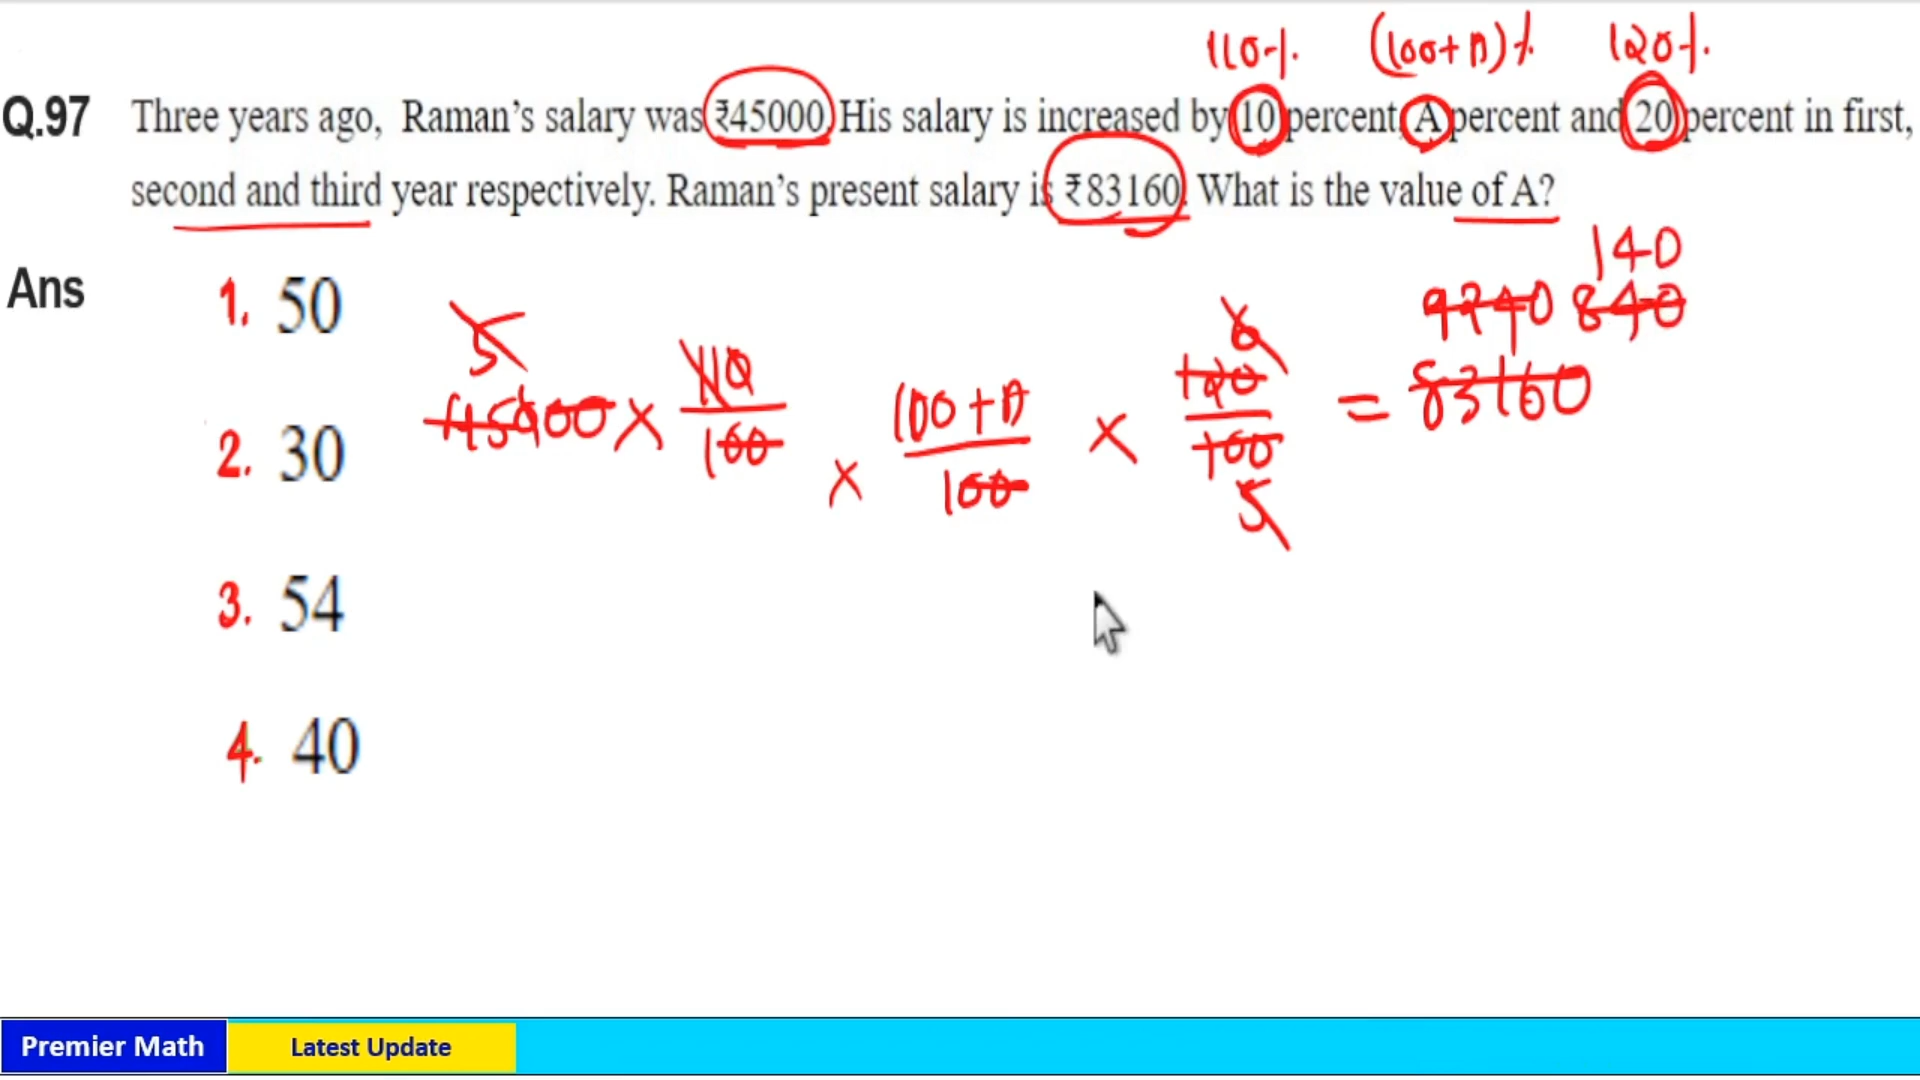 110% (100+A)% 120%
Q.97 Three years ago, Raman's salary was ₹45000. His salary is increased by 10 percent, A percent and 20 percent in first,
second and third year respectively. Raman's present salary is ₹83160. What is the value of A?
Ans
1. 50
2. 30
3. 54
4. 40
140
9240 840
5 6
45000 × 110/100 × 100+A/100 × 120/100 = 83160
5
Premier Math Latest Update